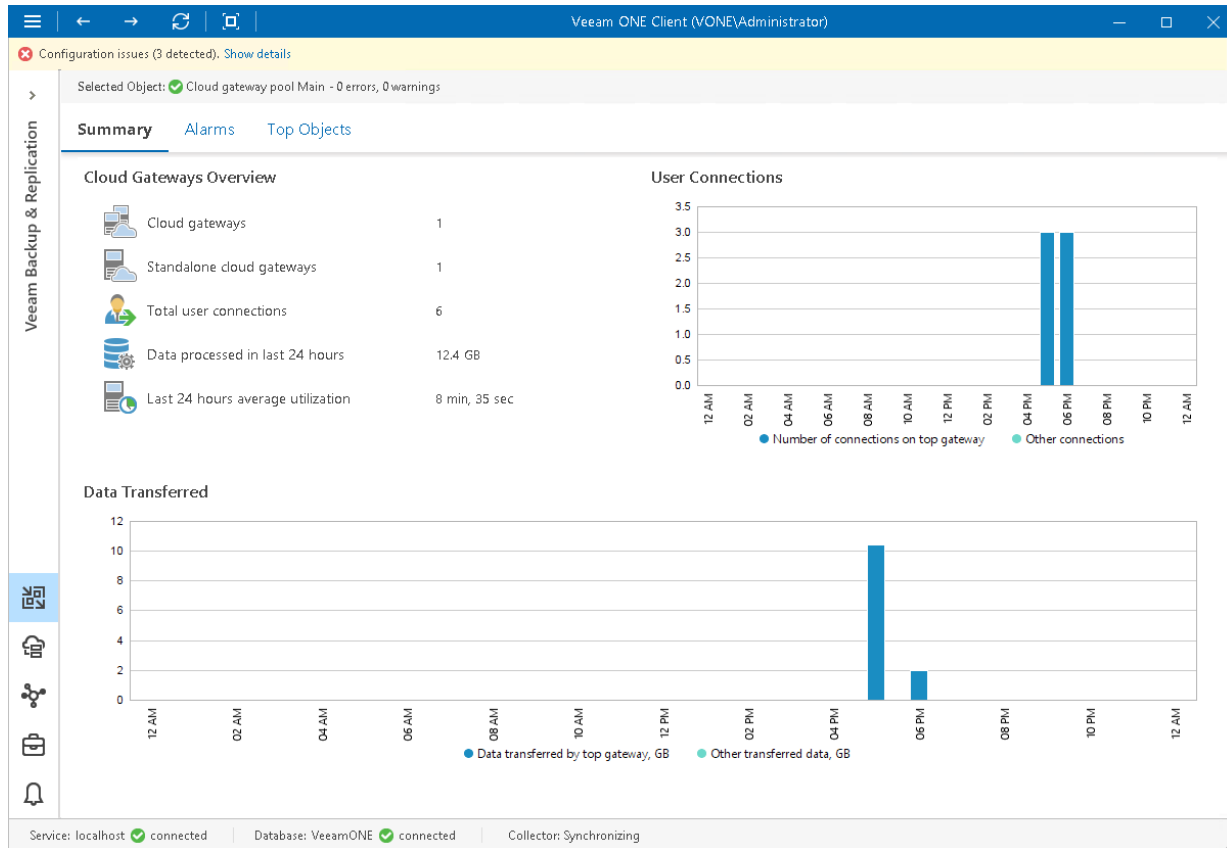 Veeam ONE Client (VONE\Administrator)
Configuration issues (3 detected). Show details
Selected Object: Cloud gateway pool Main - 0 errors, 0 warnings
Veeam Backup & Replication
Summary Alarms Top Objects
Cloud Gateways Overview
Cloud gateways 1
Standalone cloud gateways 1
Total user connections 6
Data processed in last 24 hours 12.4 GB
Last 24 hours average utilization 8 min, 35 sec
User Connections
3.5
3.0
2.5
2.0
1.5
1.0
0.5
0.0
12 AM 02 AM 04 AM 06 AM 08 AM 10 AM 12 PM 02 PM 04 PM 06 PM 08 PM 10 PM 12 AM
Number of connections on top gateway Other connections
Data Transferred
12
10
8
6
4
2
0
12 AM 02 AM 04 AM 06 AM 08 AM 10 AM 12 PM 02 PM 04 PM 06 PM 08 PM 10 PM 12 AM
Data transferred by top gateway, GB Other transferred data, GB
Service: localhost connected Database: VeeamONE connected Collector: Synchronizing